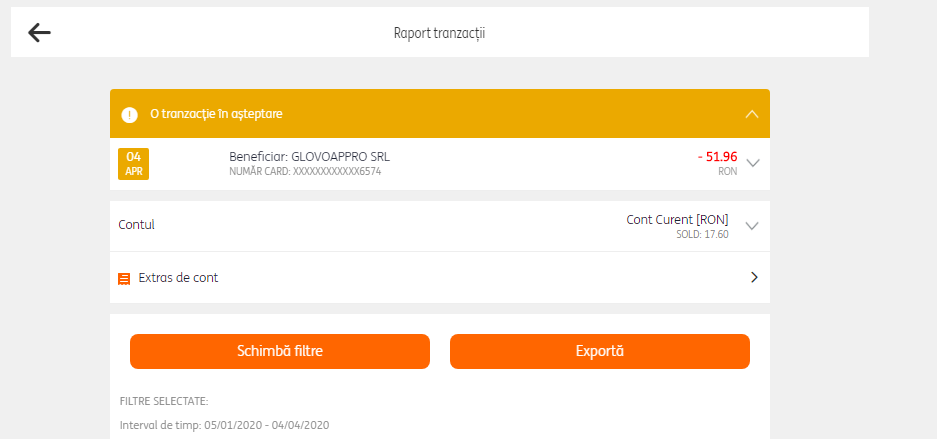 Raport tranzacții
O tranzacție în așteptare
04
APR
Beneficiar: GLOVOAPPRO SRL
- 51.96
NUMĂR CARD: XXXXXXXXXXXX6574
RON
Contul
Cont Curent [RON]
SOLD: 17.60
Extras de cont
Schimbă filtre
Exportă
FILTRE SELECTATE:
Interval de timp: 05/01/2020 - 04/04/2020